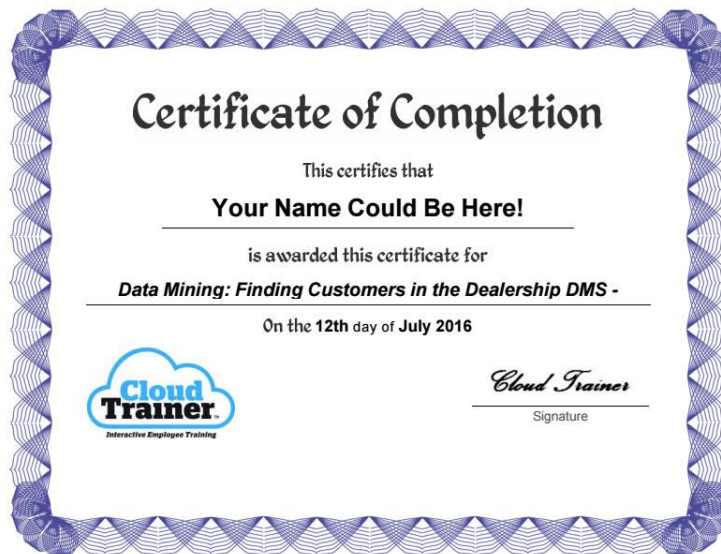 Certificate of Completion
This certifies that
Your Name Could Be Here!
is awarded this certificate for
Data Mining: Finding Customers in the Dealership DMS -
On the 12th day of July 2016
Cloud
Trainer™
Interactive Employee Training
Cloud Trainer
Signature